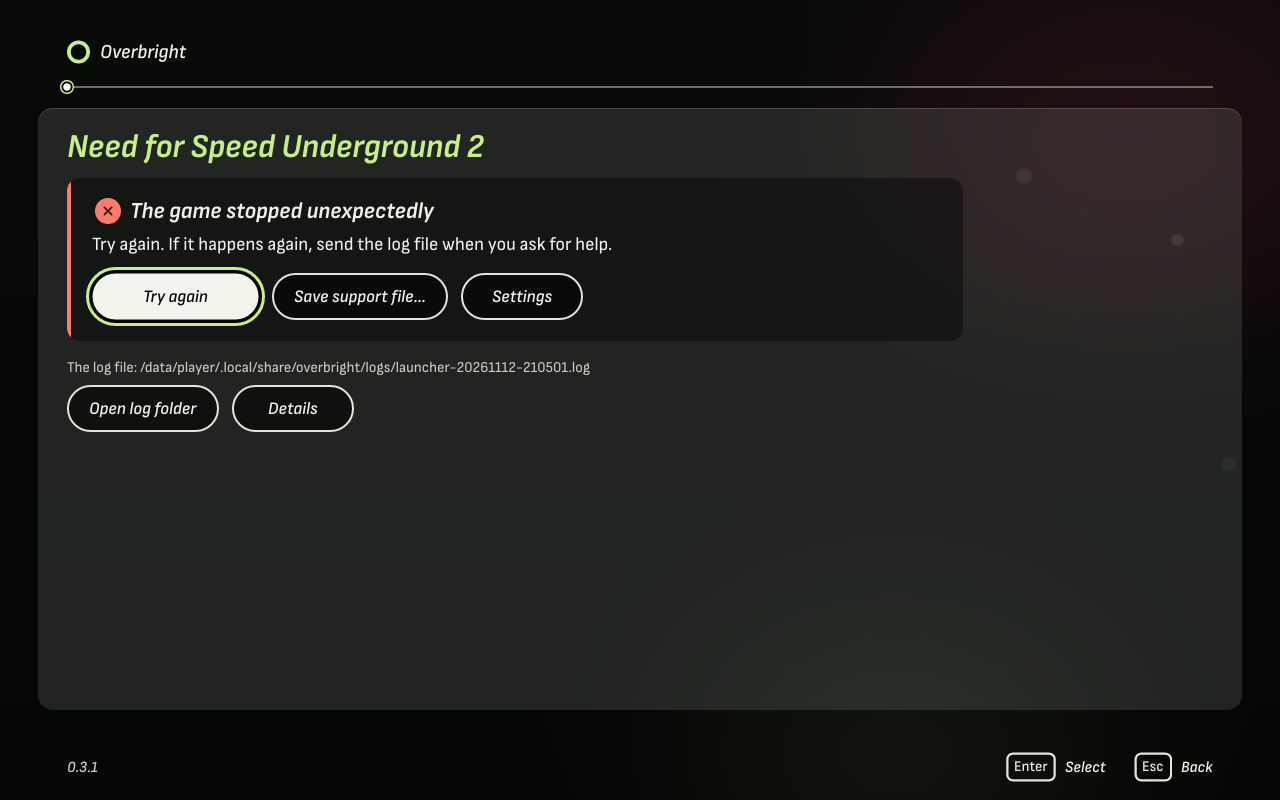 Overbright
Need for Speed Underground 2
The game stopped unexpectedly
Try again. If it happens again, send the log file when you ask for help.
Try again
Save support file...
Settings
The log file: /data/player/.local/share/overbright/logs/launcher-20261112-210501.log
Open log folder
Details
0.3.1
Enter Select
Esc Back